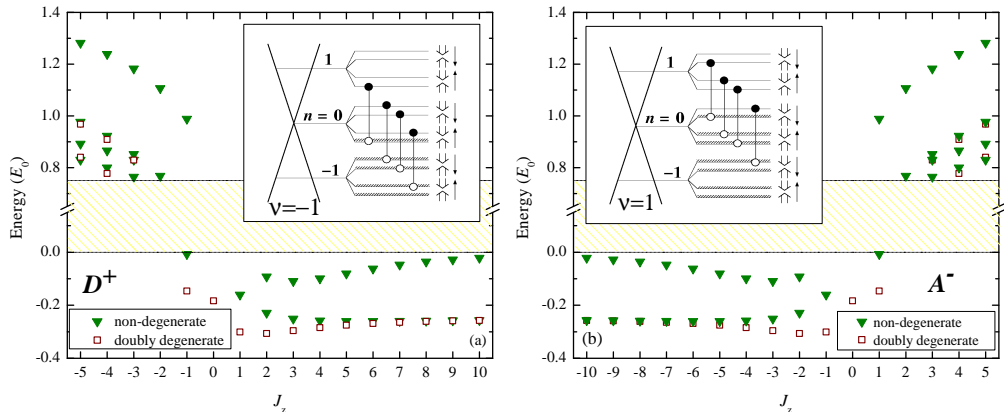 1.4
1.2
1.0
0.8
0.0
-0.2
-0.4
Energy (E₀)
-5 -4 -3 -2 -1 0 1 2 3 4 5 6 7 8 9 10
J_z
1
n = 0
-1
ν=-1
D⁺
non-degenerate
doubly degenerate
(a)
1.4
1.2
1.0
0.8
0.0
-0.2
-0.4
Energy (E₀)
-10 -9 -8 -7 -6 -5 -4 -3 -2 -1 0 1 2 3 4 5
J_z
1
n = 0
-1
ν=1
A⁻
non-degenerate
doubly degenerate
(b)